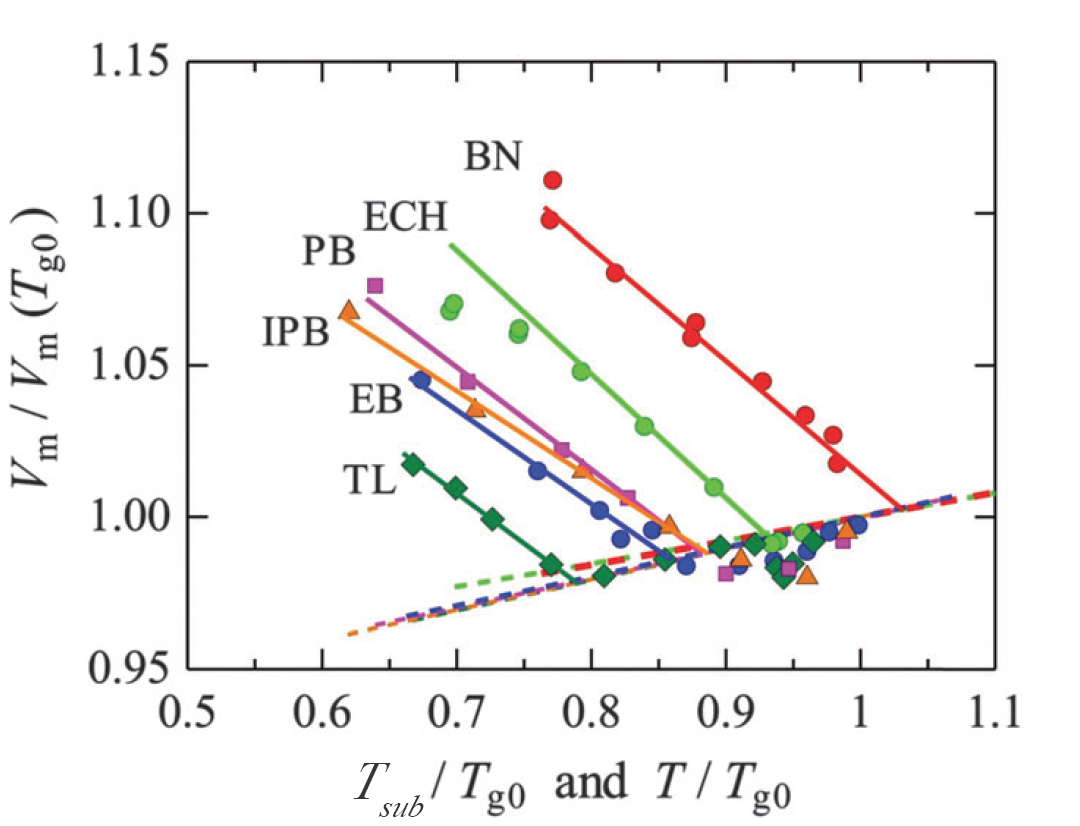 1.15
1.10
1.05
1.00
0.95
V_m / V_m (T_g0)
BN
ECH
PB
IPB
EB
TL
0.5 0.6 0.7 0.8 0.9 1 1.1
T_sub / T_g0 and T / T_g0